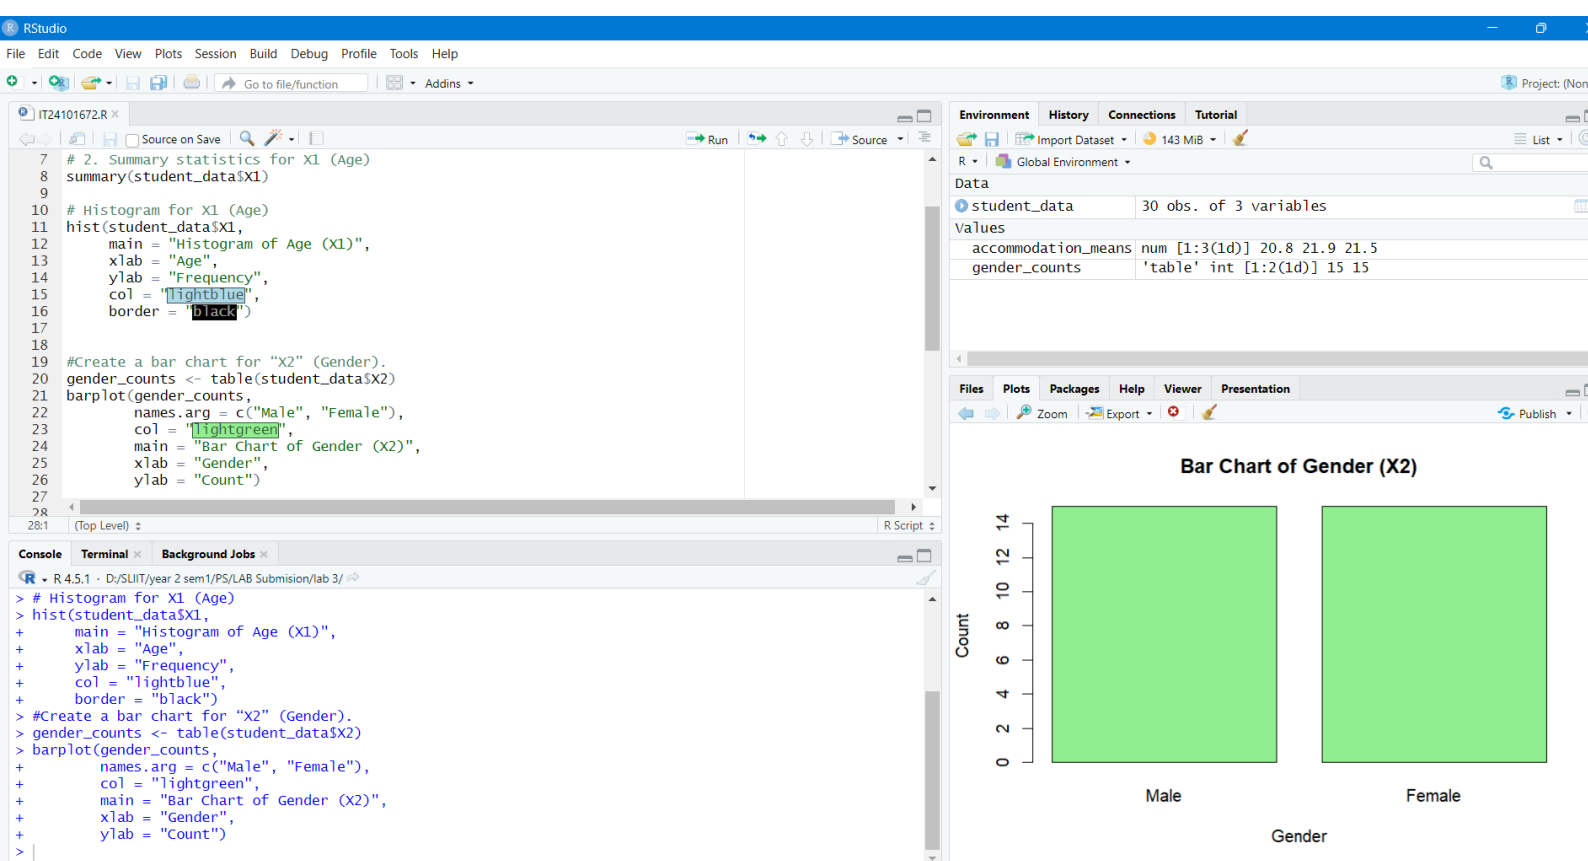 RStudio
File Edit Code View Plots Session Build Debug Profile Tools Help
Go to file/function Addins Project: (Non
IT24101672.R
Source on Save Run Source
7 # 2. Summary statistics for X1 (Age)
8 summary(student_data$X1)
9
10 # Histogram for X1 (Age)
11 hist(student_data$X1,
12 main = "Histogram of Age (X1)",
13 xlab = "Age",
14 ylab = "Frequency",
15 col = "lightblue",
16 border = "black")
17
18
19 #Create a bar chart for “X2” (Gender).
20 gender_counts <- table(student_data$X2)
21 barplot(gender_counts,
22 names.arg = c("Male", "Female"),
23 col = "lightgreen",
24 main = "Bar Chart of Gender (X2)",
25 xlab = "Gender",
26 ylab = "Count")
27
28
28:1 (Top Level) R Script
Console Terminal Background Jobs
R 4.5.1 · D:/SLIIT/year 2 sem1/PS/LAB Submision/lab 3/
> # Histogram for X1 (Age)
> hist(student_data$X1,
+ main = "Histogram of Age (X1)",
+ xlab = "Age",
+ ylab = "Frequency",
+ col = "lightblue",
+ border = "black")
> #Create a bar chart for “X2” (Gender).
> gender_counts <- table(student_data$X2)
> barplot(gender_counts,
+ names.arg = c("Male", "Female"),
+ col = "lightgreen",
+ main = "Bar Chart of Gender (X2)",
+ xlab = "Gender",
+ ylab = "Count")
>
Environment History Connections Tutorial
Import Dataset 143 MiB List
R Global Environment
Data
student_data 30 obs. of 3 variables
Values
accommodation_means num [1:3(1d)] 20.8 21.9 21.5
gender_counts 'table' int [1:2(1d)] 15 15
Files Plots Packages Help Viewer Presentation
Zoom Export Publish
Bar Chart of Gender (X2)
Count
14
12
10
8
6
4
2
0
Male Female
Gender